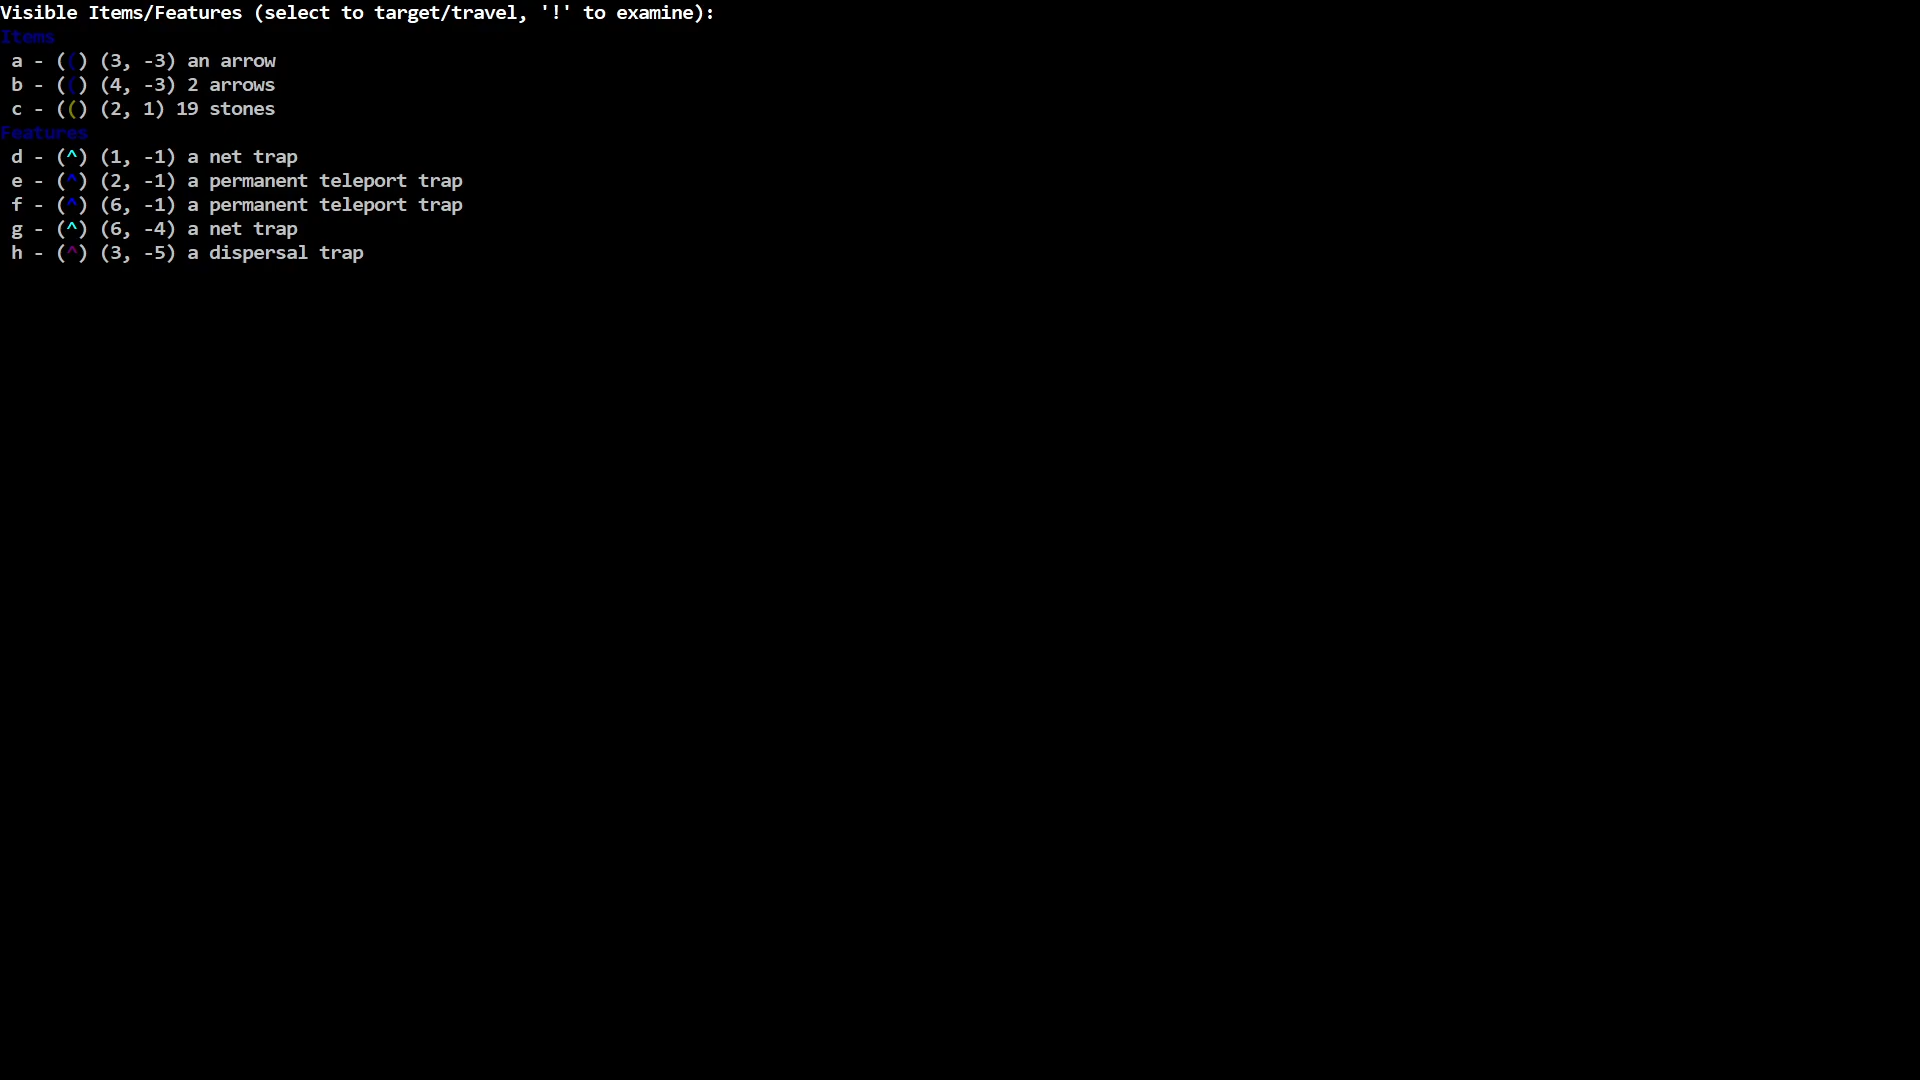 Visible Items/Features (select to target/travel, '!' to examine):
Items
a - (() (3, -3) an arrow
b - (() (4, -3) 2 arrows
c - (() (2, 1) 19 stones
Features
d - (^) (1, -1) a net trap
e - (^) (2, -1) a permanent teleport trap
f - (^) (6, -1) a permanent teleport trap
g - (^) (6, -4) a net trap
h - (^) (3, -5) a dispersal trap